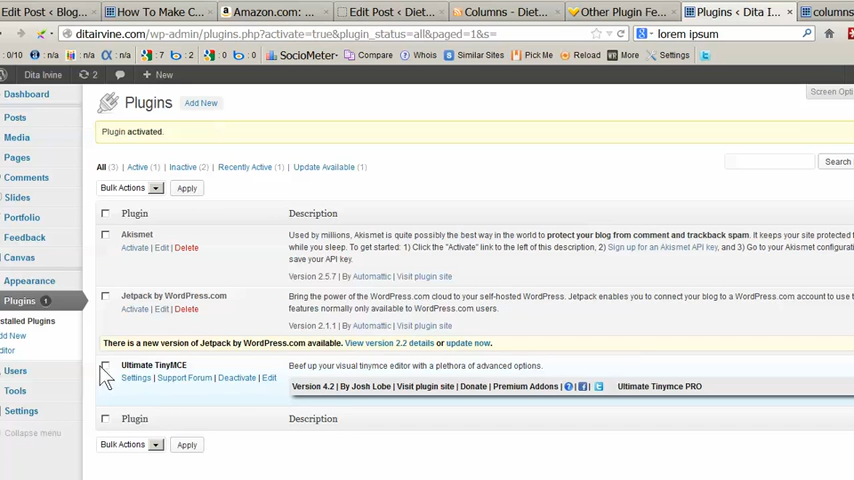 Edit Post ‹ Blog... × How To Make C... × Amazon.com: ... × Edit Post ‹ Diet... × Columns - Diet... × Other Plugin Fe... × Plugins ‹ Dita I... × columns
ditairvine.com/wp-admin/plugins.php?activate=true&plugin_status=all&paged=1&s= lorem ipsum
0/10 0 0 0 : 7 : 2 b: 0 b: 0 SocioMeter Whois Similar Sites Pick Me Reload More Settings
Dita Irvine 2 + New
Dashboard
Posts
Media
Pages
Comments
Slides
Portfolio
Feedback
Canvas
Appearance
Plugins 1
nstalled Plugins
dd New
ditor
Users
Tools
Settings
Collapse menu
Screen Opti
Plugins Add New
Plugin activated.
All (3) | Active (1) | Inactive (2) | Recently Active (1) | Update Available (1)
Search
Bulk Actions Apply
Plugin Description
Akismet Used by millions, Akismet is quite possibly the best way in the world to protect your blog from comment and trackback spam. It keeps your site protected f
Activate | Edit | Delete while you sleep. To get started: 1) Click the "Activate" link to the left of this description, 2) Sign up for an Akismet API key, and 3) Go to your Akismet configurat
save your API key.
Version 2.5.7 | By Automattic | Visit plugin site
Jetpack by WordPress.com Bring the power of the WordPress.com cloud to your self-hosted WordPress. Jetpack enables you to connect your blog to a WordPress.com account to use t
Activate | Edit | Delete features normally only available to WordPress.com users.
Version 2.1.1 | By Automattic | Visit plugin site
There is a new version of Jetpack by WordPress.com available. View version 2.2 details or update now.
Ultimate TinyMCE Beef up your visual tinymce editor with a plethora of advanced options.
Settings | Support Forum | Deactivate | Edit
Version 4.2 | By Josh Lobe | Visit plugin site | Donate | Premium Addons | Ultimate Tinymce PRO
Plugin Description
Bulk Actions Apply